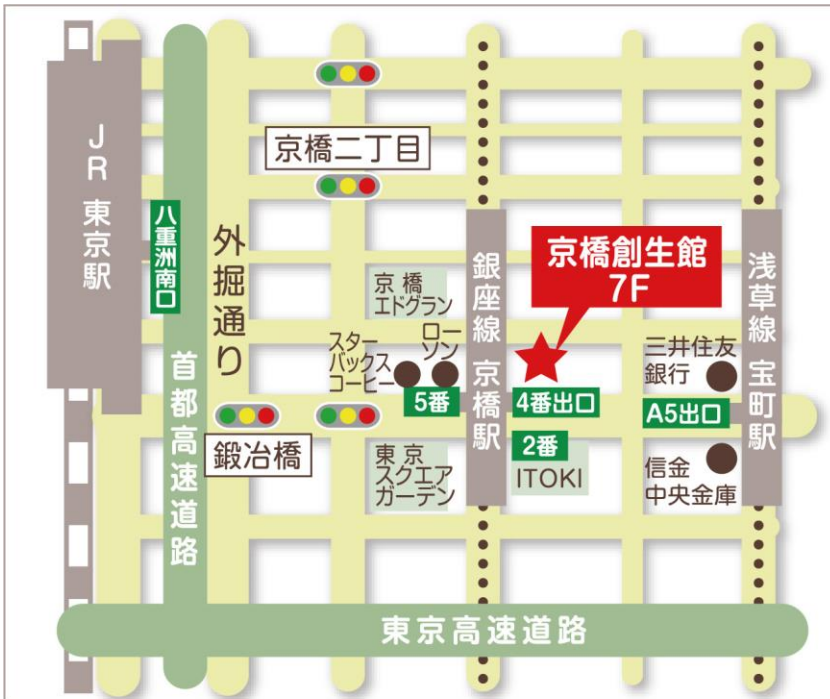 京橋二丁目
JR 東京駅
八重洲南口
外掘通り
首都高速道路
京橋
エドグラン
銀座線 京橋駅
京橋創生館
7F
浅草線 宝町駅
スター
バックス
コーヒー
ロー
ソン
三井住友
銀行
5番
4番出口
A5出口
鍛冶橋
東京
スクエア
ガーデン
2番
ITOKI
信金
中央金庫
東京高速道路